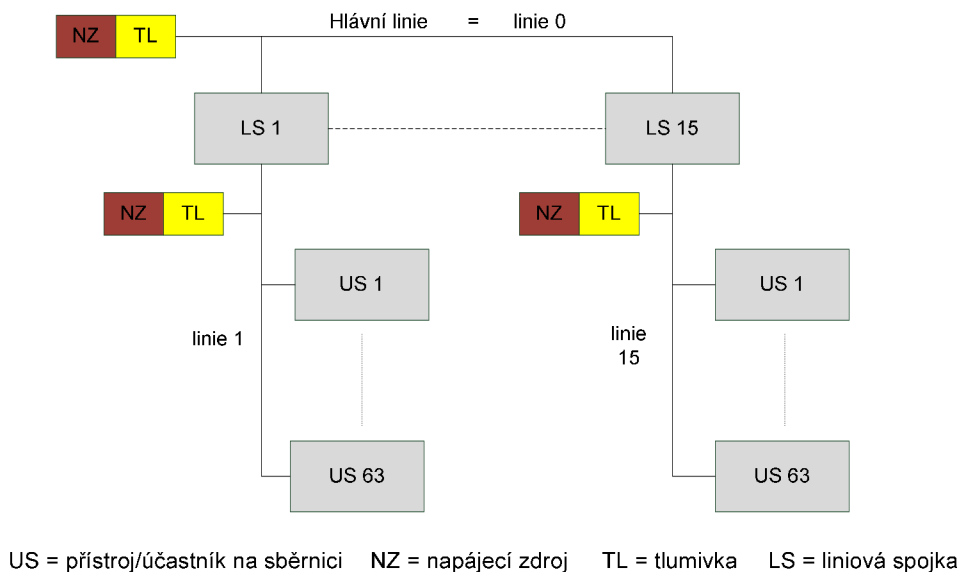 Hlávní linie = linie 0
NZ TL
LS 1
LS 15
NZ TL
NZ TL
US 1
US 1
linie 1
linie
15
US 63
US 63
US = přístroj/účastník na sběrnici NZ = napájecí zdroj TL = tlumivka LS = liniová spojka